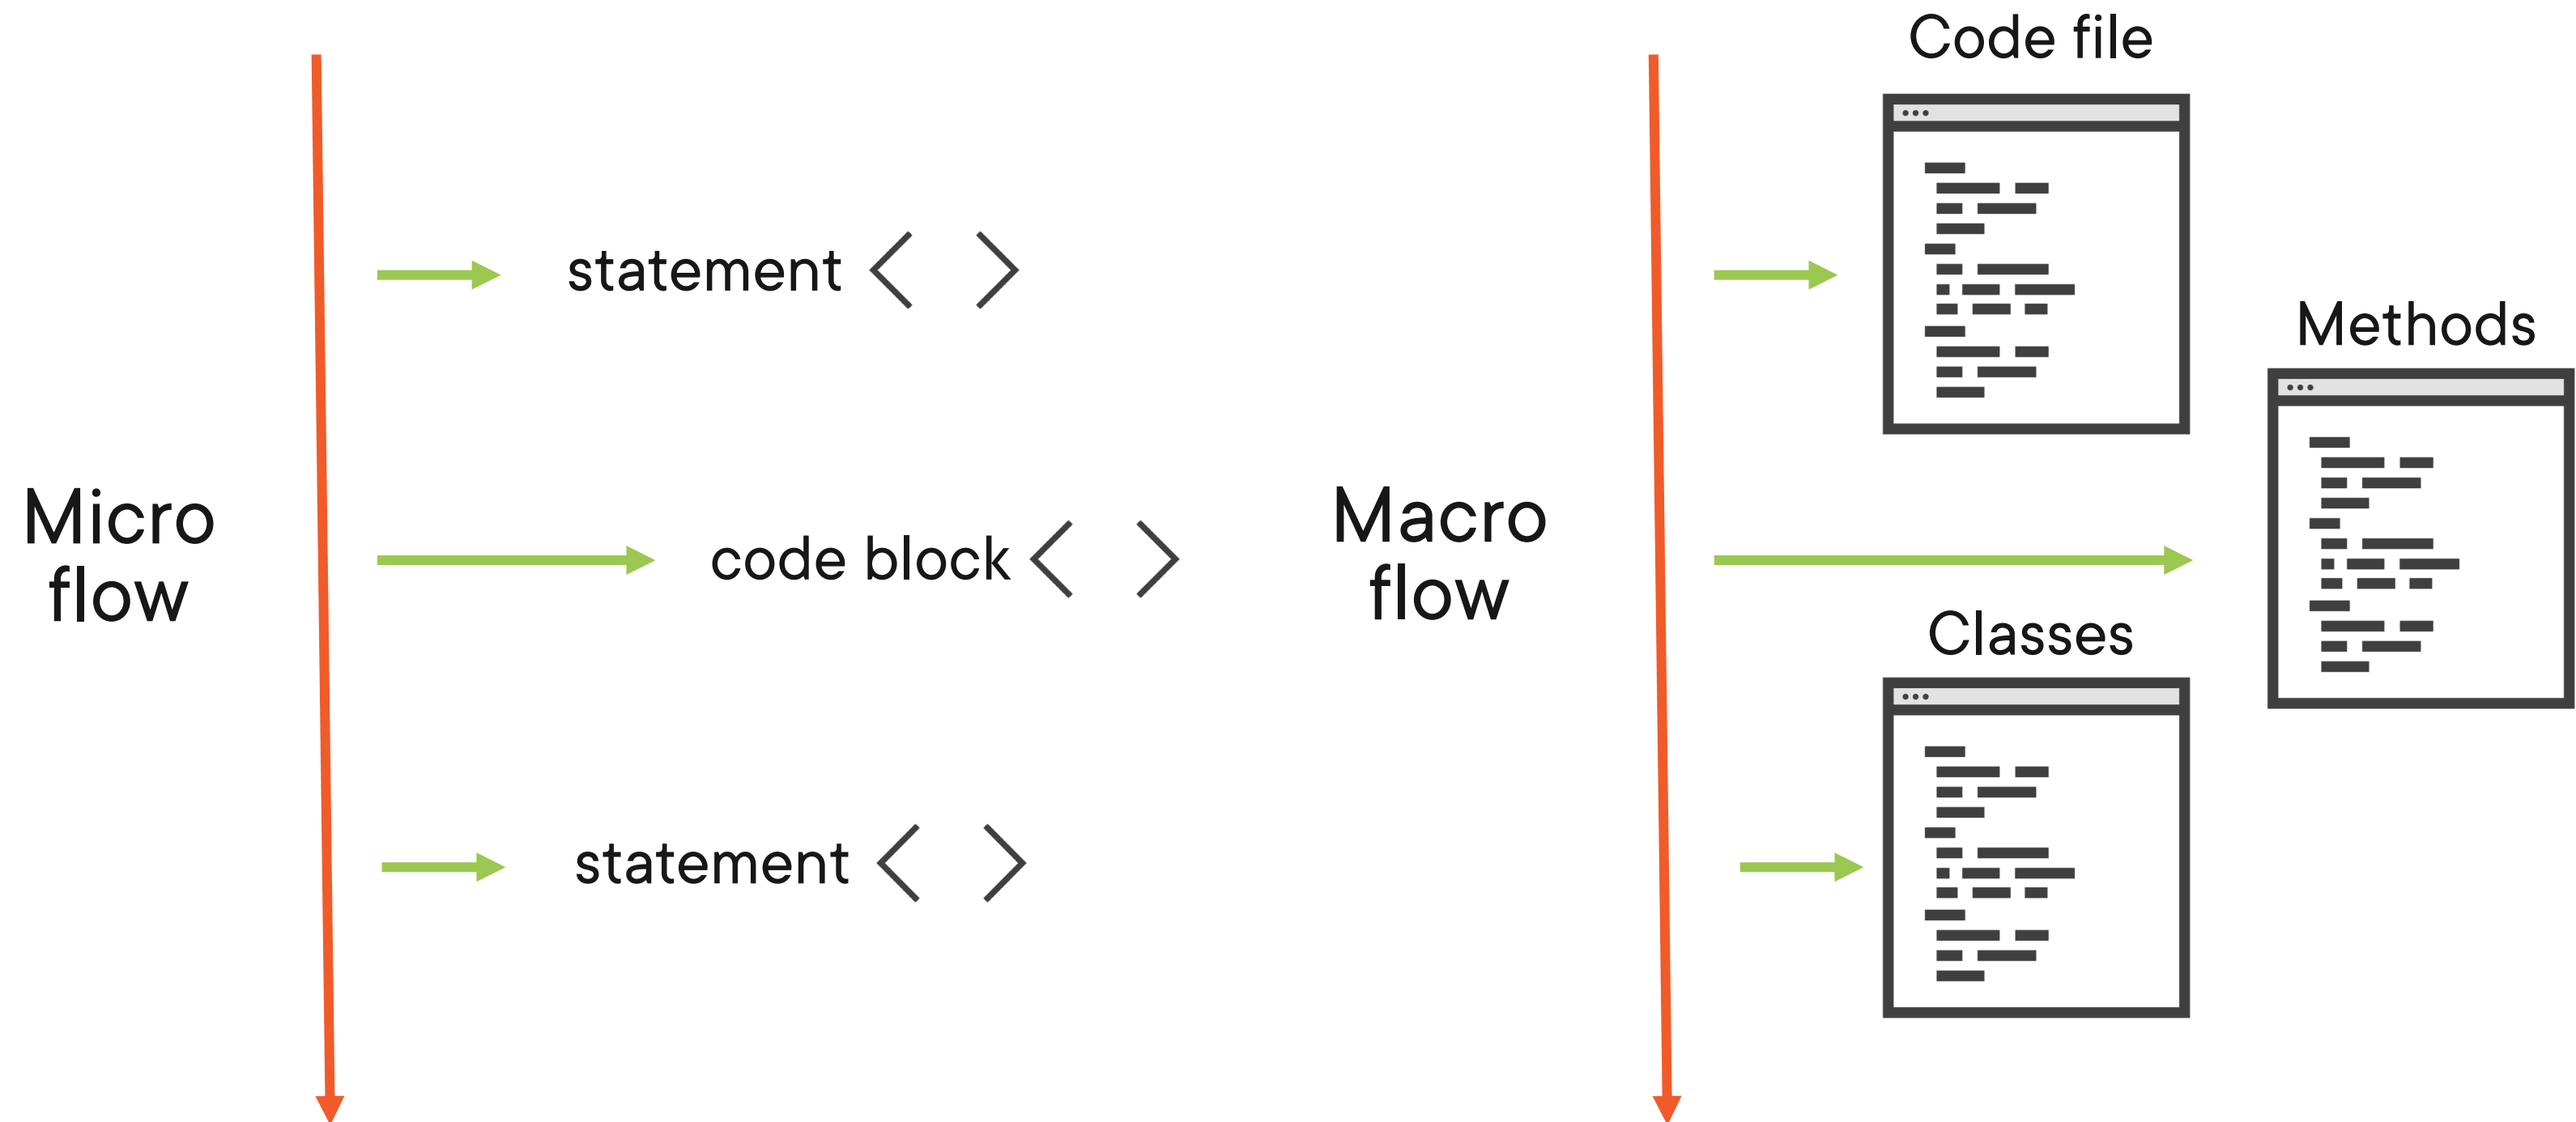 Micro
flow
statement
code block
statement
Macro
flow
Code file
Methods
Classes